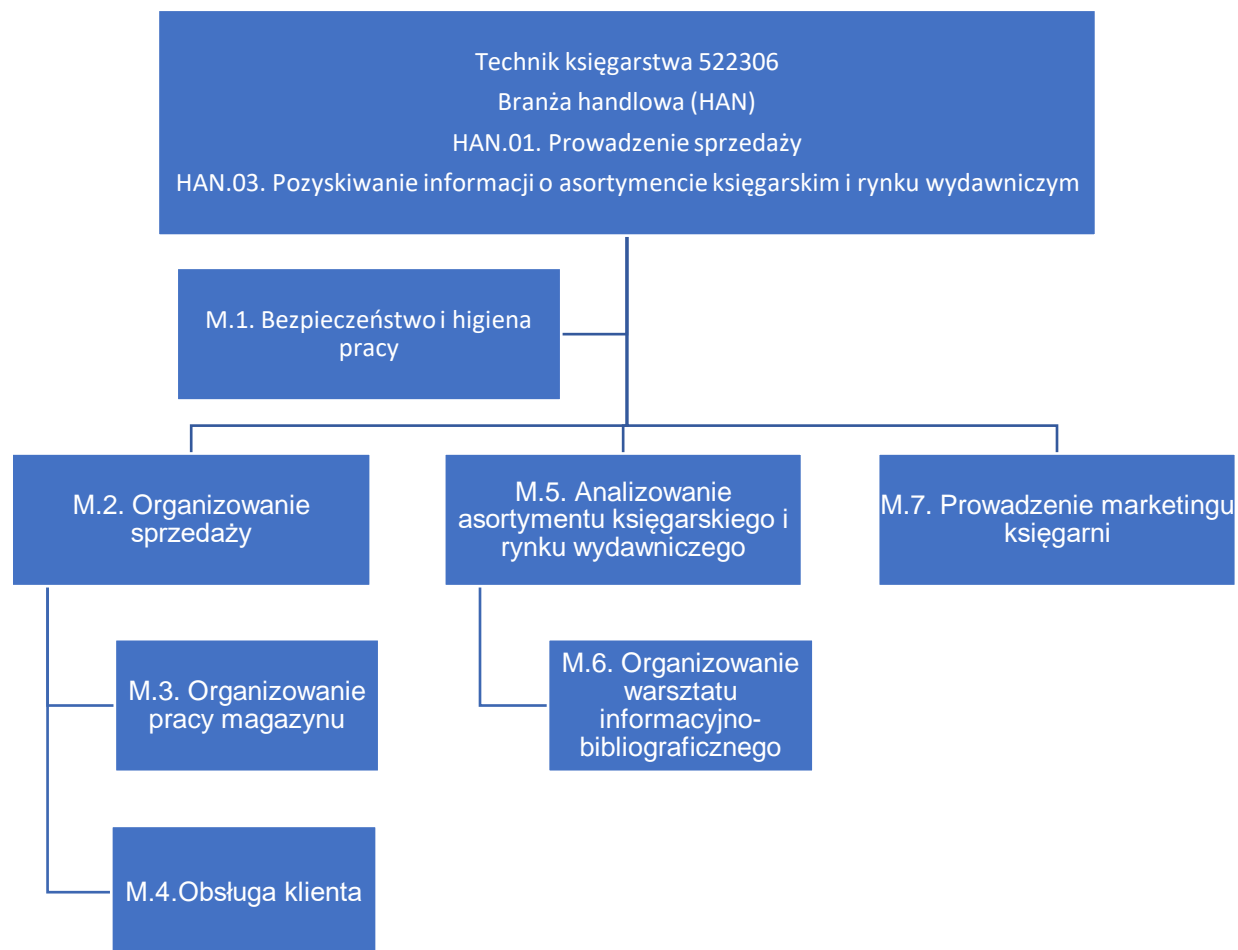 Technik księgarstwa 522306
Branża handlowa (HAN)
HAN.01. Prowadzenie sprzedaży
HAN.03. Pozyskiwanie informacji o asortymencie księgarskim i rynku wydawniczym
M.1. Bezpieczeństwo i higiena
pracy
M.2. Organizowanie
sprzedaży
M.5. Analizowanie
asortymentu księgarskiego i
rynku wydawniczego
M.7. Prowadzenie marketingu
księgarni
M.3. Organizowanie
pracy magazynu
M.6. Organizowanie
warsztatu
informacyjno-
bibliograficznego
M.4.Obsługa klienta